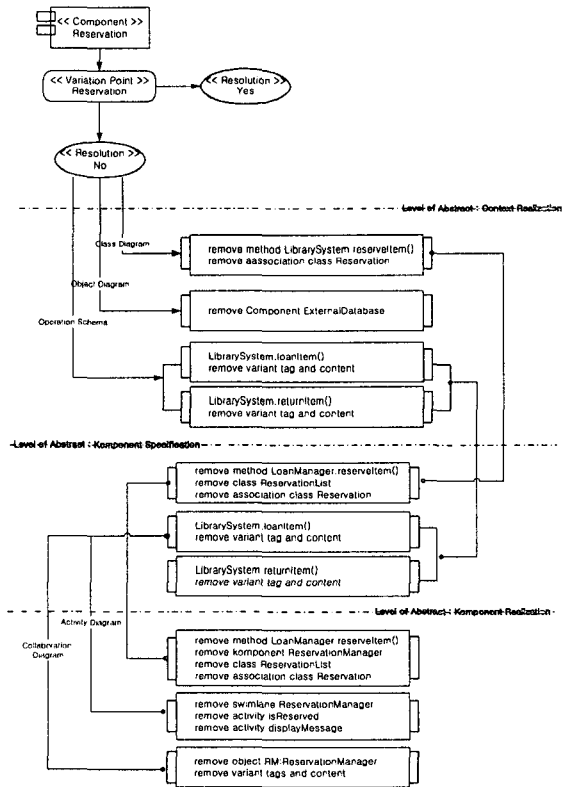 << Component >>
Reservation
<< Variation Point >>
Reservation
<< Resolution >>
Yes
<< Resolution >>
No
Level of Abstract : Context Realization
Class Diagram
remove method LibrarySystem reserveItem()
remove aassociation class Reservation
Object Diagram
remove Component ExternalDatabase
Operation Schema
LibrarySystem.loanItem()
remove variant tag and content
LibrarySystem.returnItem()
remove variant tag and content
Level of Abstract : Komponent Specification
remove method LoanManager.reserveItem()
remove class ReservationList
remove association class Reservation
LibrarySystem.loanItem()
remove variant tag and content
LibrarySystem returnItem()
remove variant tag and content
Level of Abstract : Komponent Realization
Activity Diagram
Collaboration
Diagram
remove method LoanManager reserveItem()
remove komponent ReservationManager
remove class ReservationList
remove association class Reservation
remove swimlane ReservationManager
remove activity isReserved
remove activity displayMessage
remove object RM:ReservationManager
remove variant tags and content